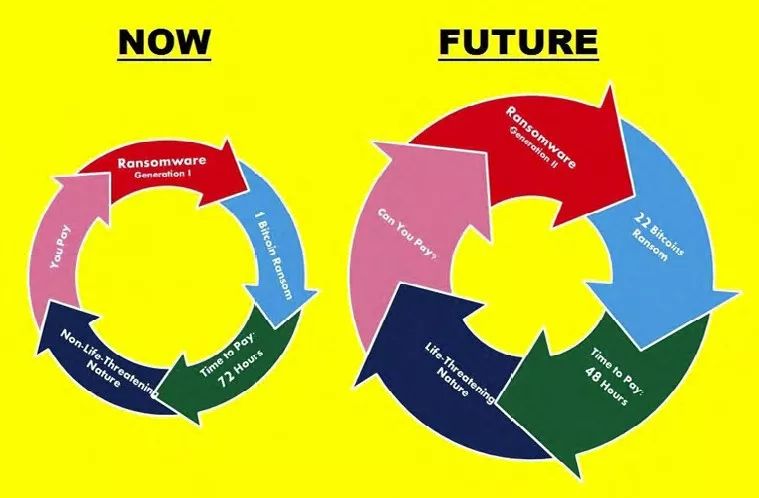 NOW
Ransomware
Generation I
1 Bitcoin Ransom
Time to Pay:
72 Hours
Non-Life-Threatening
Nature
You Pay
FUTURE
Ransomware
Generation II
22 Bitcoins
Ransom
Time to Pay:
48 Hours
Life-Threatening
Nature
Can You Pay?